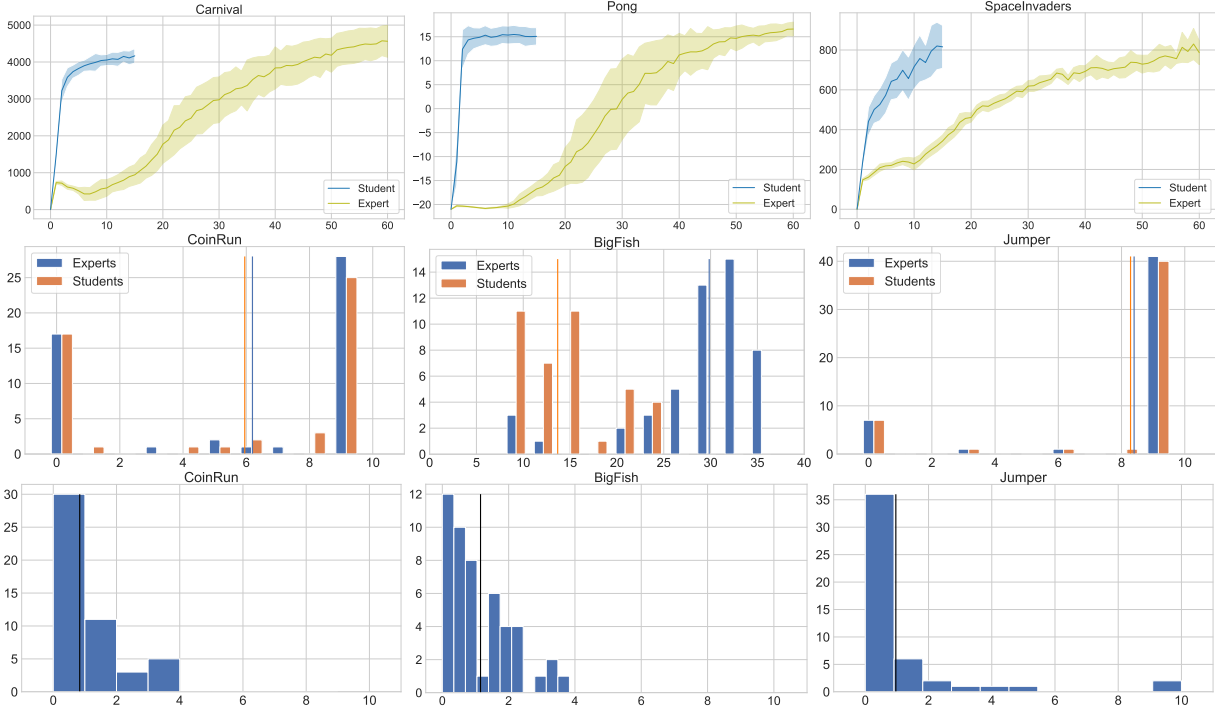 Carnival
5000
4000
3000
2000
1000
0
Student
Expert
0 10 20 30 40 50 60
Pong
15
10
5
0
−5
−10
−15
−20
Student
Expert
0 10 20 30 40 50 60
SpaceInvaders
800
600
400
200
0
Student
Expert
0 10 20 30 40 50 60
CoinRun
Experts
Students
25
20
15
10
5
0
0 2 4 6 8 10
BigFish
Experts
Students
14
12
10
8
6
4
2
0
0 5 10 15 20 25 30 35 40
Jumper
Experts
Students
40
30
20
10
0
0 2 4 6 8 10
CoinRun
30
25
20
15
10
5
0
0 2 4 6 8 10
BigFish
12
10
8
6
4
2
0
0 2 4 6 8 10
Jumper
35
30
25
20
15
10
5
0
0 2 4 6 8 10